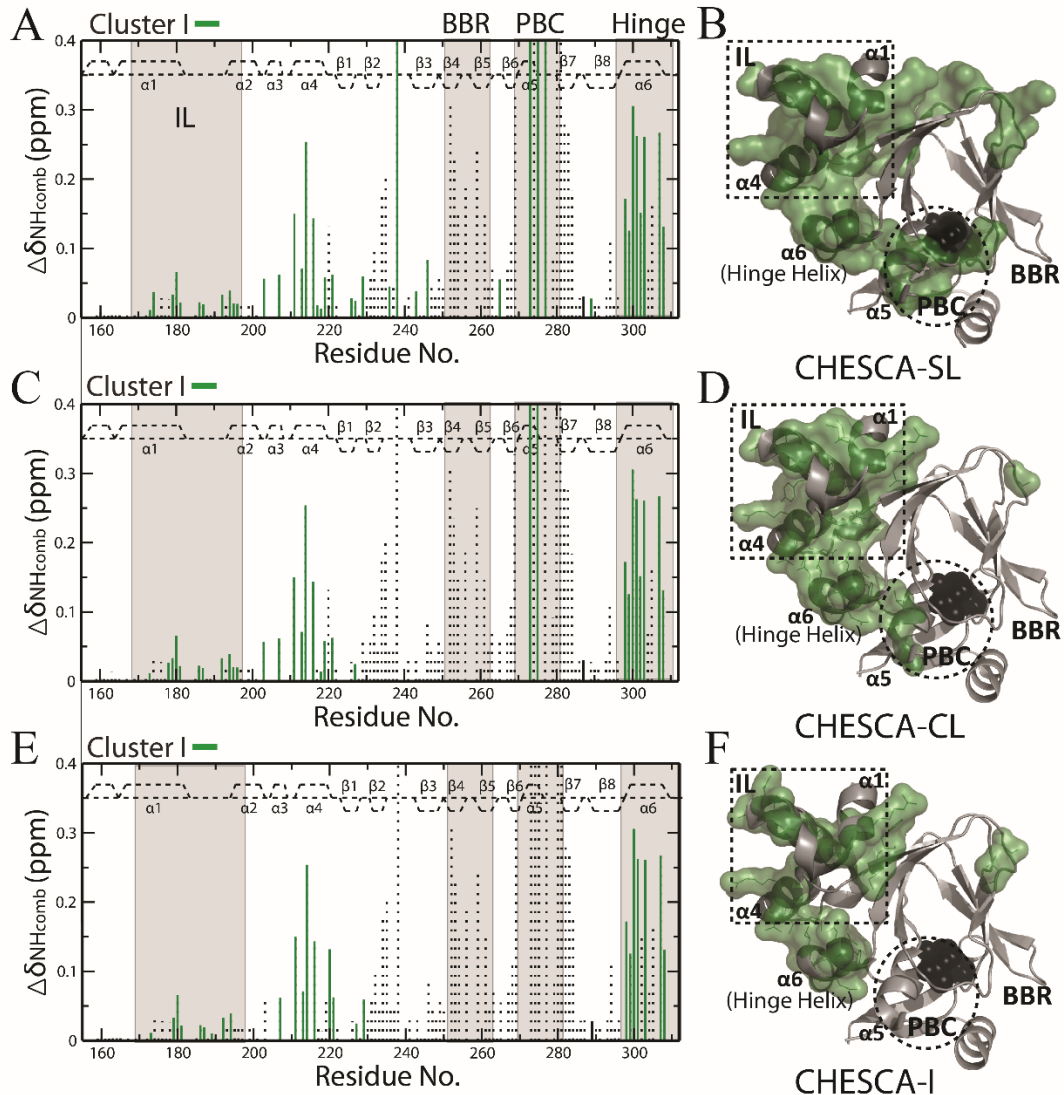 A
Cluster I
BBR
PBC
Hinge
0.4
0.3
0.2
0.1
0
ΔδNHcomb (ppm)
α1
α2
α3
α4
β1
β2
β3
β4
β5
β6
α5
β7
β8
α6
IL
160
180
200
220
240
260
280
300
Residue No.
B
IL
α1
α4
α6
(Hinge Helix)
α5
PBC
BBR
CHESCA-SL
C
Cluster I
0.4
0.3
0.2
0.1
0
ΔδNHcomb (ppm)
α1
α2
α3
α4
β1
β2
β3
β4
β5
β6
α5
β7
β8
α6
160
180
200
220
240
260
280
300
Residue No.
D
IL
α1
α4
α6
(Hinge Helix)
α5
PBC
BBR
CHESCA-CL
E
Cluster I
0.4
0.3
0.2
0.1
0
ΔδNHcomb (ppm)
α1
α2
α3
α4
β1
β2
β3
β4
β5
β6
α5
β7
β8
α6
160
180
200
220
240
260
280
300
Residue No.
F
IL
α1
α4
α6
(Hinge Helix)
α5
PBC
BBR
CHESCA-I